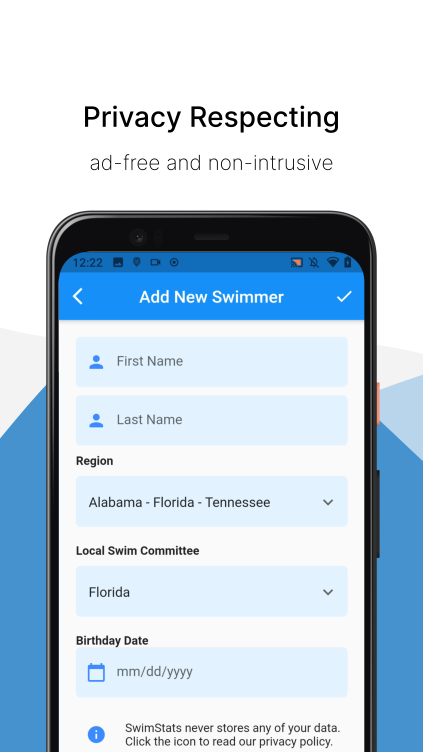 Privacy Respecting
ad-free and non-intrusive
12:22
Add New Swimmer
First Name
Last Name
Region
Alabama - Florida - Tennessee
Local Swim Committee
Florida
Birthday Date
mm/dd/yyyy
SwimStats never stores any of your data.
Click the icon to read our privacy policy.